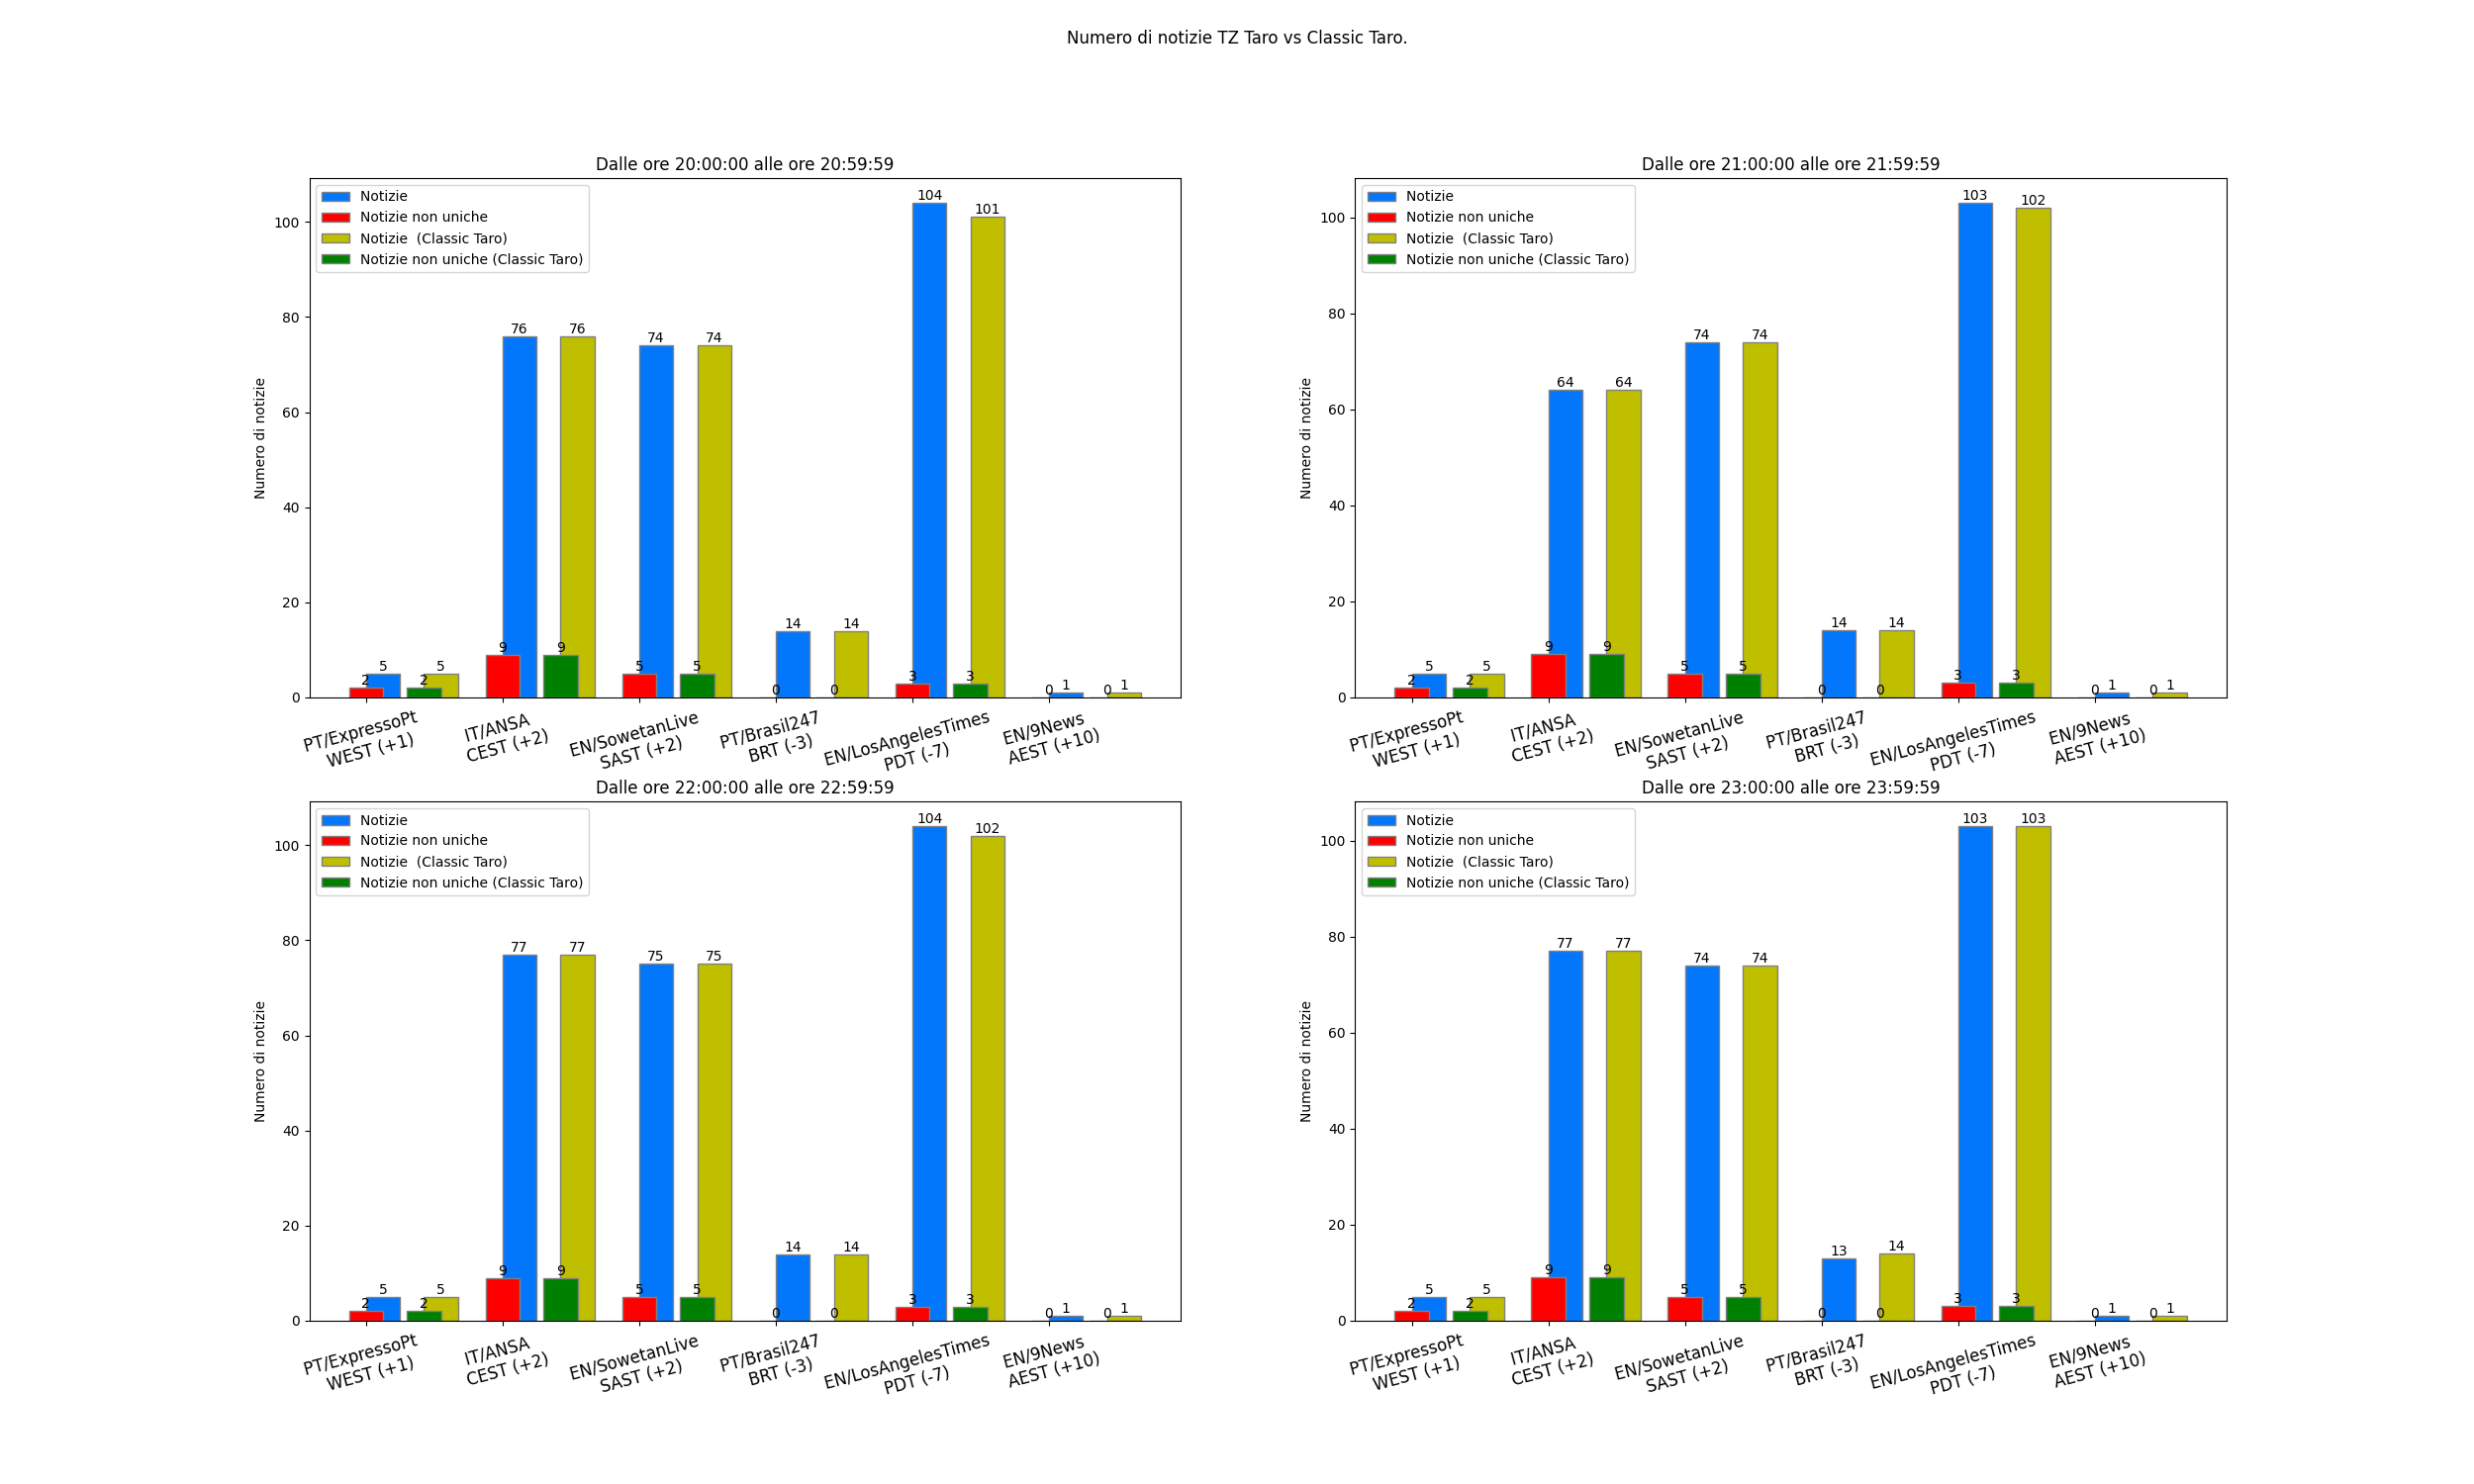 Numero di notizie TZ Taro vs Classic Taro.
Dalle ore 20:00:00 alle ore 20:59:59
Notizie
Notizie non uniche
Notizie  (Classic Taro)
Notizie non uniche (Classic Taro)
Numero di notizie
100
80
60
40
20
0
5
2
5
2
76
9
76
9
74
5
74
5
14
0
14
0
104
3
101
3
1
0
1
0
PT/ExpressoPt
WEST (+1)
IT/ANSA
CEST (+2)
EN/SowetanLive
SAST (+2)
PT/Brasil247
BRT (-3)
EN/LosAngelesTimes
PDT (-7)
EN/9News
AEST (+10)
Dalle ore 21:00:00 alle ore 21:59:59
Notizie
Notizie non uniche
Notizie  (Classic Taro)
Notizie non uniche (Classic Taro)
Numero di notizie
100
80
60
40
20
0
5
2
5
2
64
9
64
9
74
5
74
5
14
0
14
0
103
3
102
3
1
0
1
0
PT/ExpressoPt
WEST (+1)
IT/ANSA
CEST (+2)
EN/SowetanLive
SAST (+2)
PT/Brasil247
BRT (-3)
EN/LosAngelesTimes
PDT (-7)
EN/9News
AEST (+10)
Dalle ore 22:00:00 alle ore 22:59:59
Notizie
Notizie non uniche
Notizie  (Classic Taro)
Notizie non uniche (Classic Taro)
Numero di notizie
100
80
60
40
20
0
5
2
5
2
77
9
77
9
75
5
75
5
14
0
14
0
104
3
102
3
1
0
1
0
PT/ExpressoPt
WEST (+1)
IT/ANSA
CEST (+2)
EN/SowetanLive
SAST (+2)
PT/Brasil247
BRT (-3)
EN/LosAngelesTimes
PDT (-7)
EN/9News
AEST (+10)
Dalle ore 23:00:00 alle ore 23:59:59
Notizie
Notizie non uniche
Notizie  (Classic Taro)
Notizie non uniche (Classic Taro)
Numero di notizie
100
80
60
40
20
0
5
2
5
2
77
9
77
9
74
5
74
5
13
0
14
0
103
3
103
3
1
0
1
0
PT/ExpressoPt
WEST (+1)
IT/ANSA
CEST (+2)
EN/SowetanLive
SAST (+2)
PT/Brasil247
BRT (-3)
EN/LosAngelesTimes
PDT (-7)
EN/9News
AEST (+10)